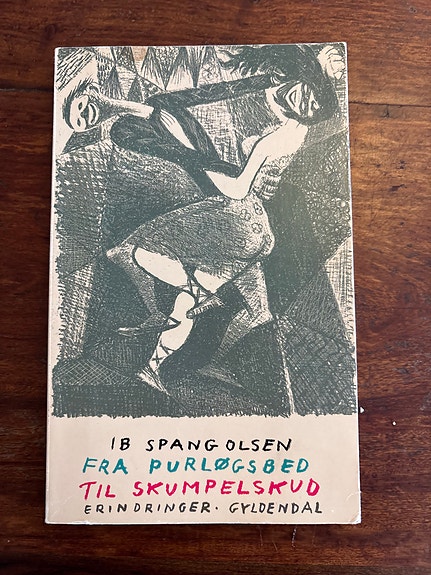 IB SPANG OLSEN
FRA PURLØGSBED
TIL SKUMPELSKUD
ERINDRINGER. GYLDENDAL